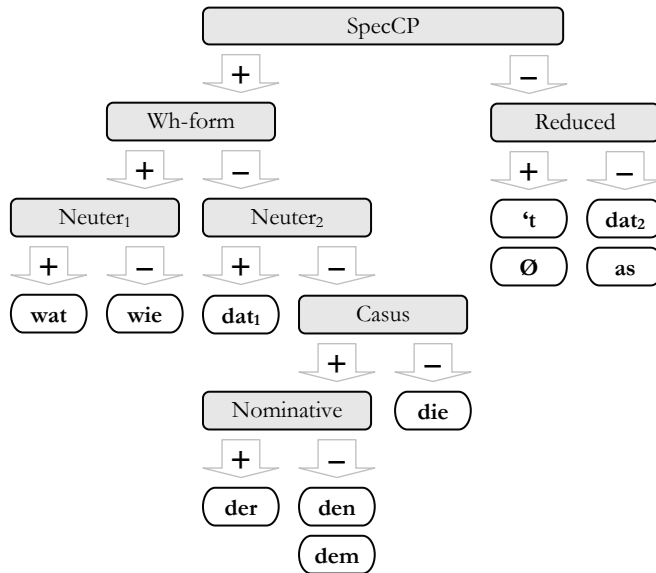 SpecCP
+ –
Wh-form Reduced
+ – + –
Neuter₁ Neuter₂ ‘t dat₂
+ – + – Ø as
wat wie dat₁ Casus
+ –
Nominative die
+ –
der den
dem